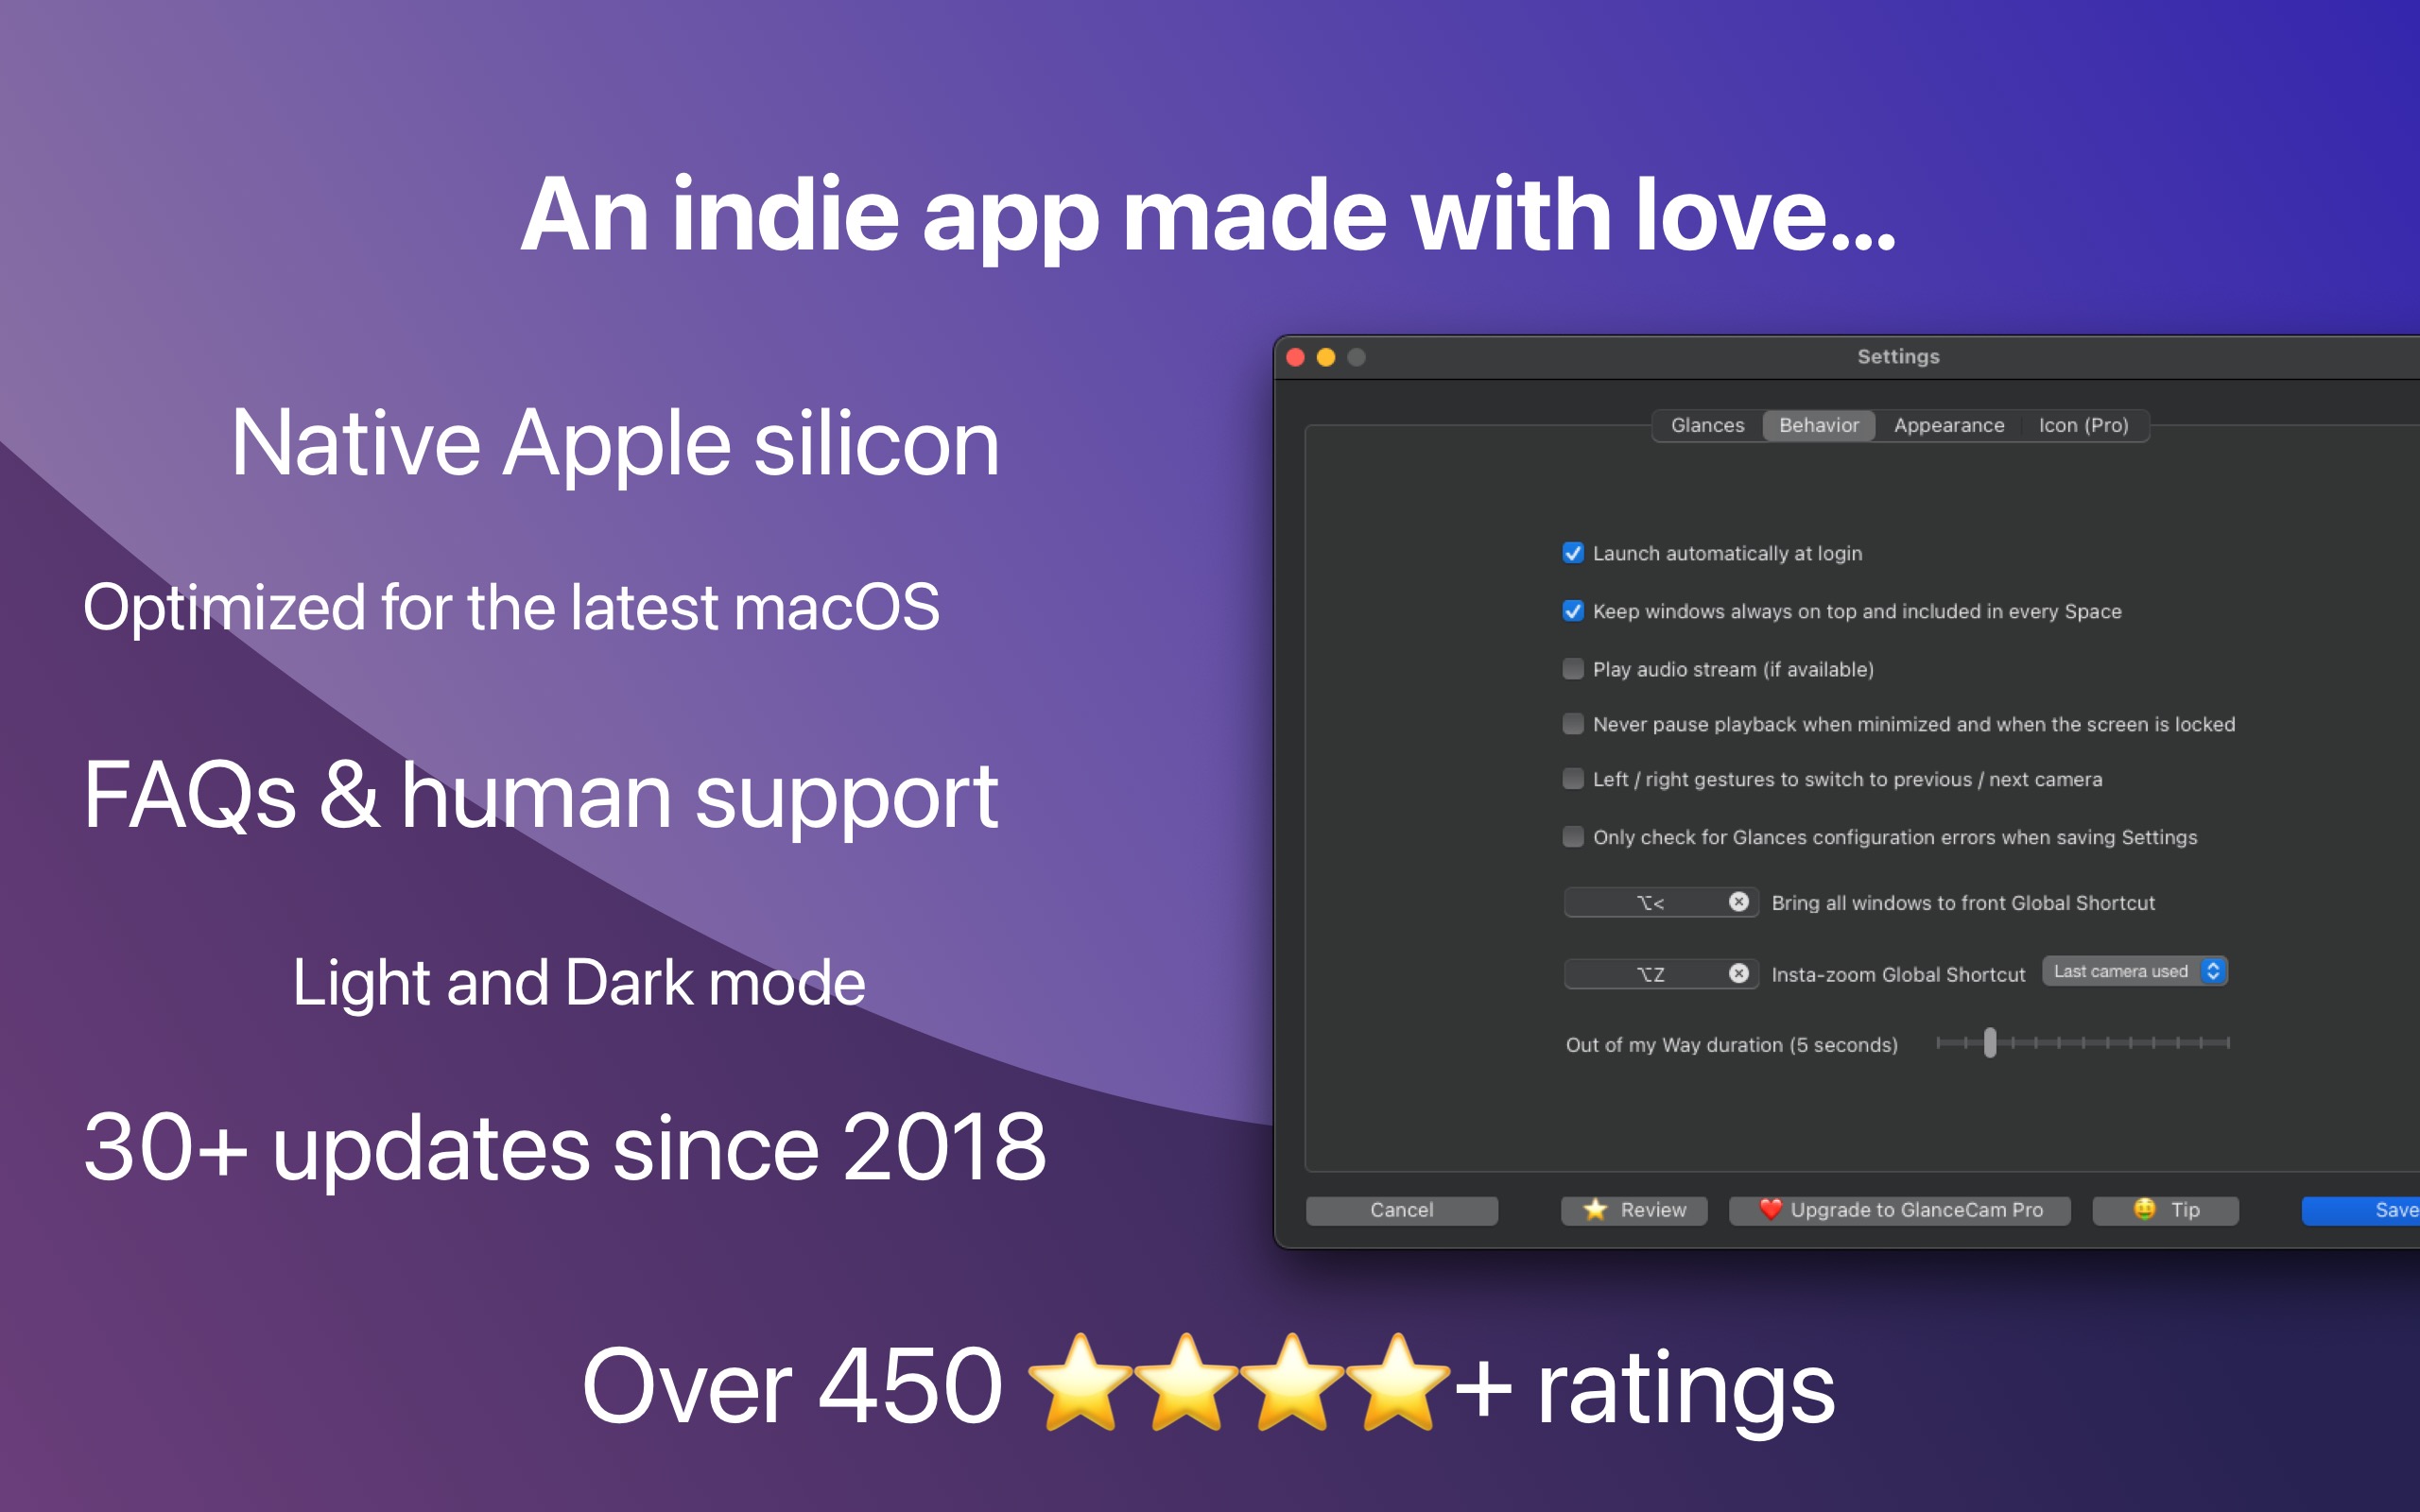 An indie app made with love...
Native Apple silicon
Optimized for the latest macOS
FAQs & human support
Light and Dark mode
30+ updates since 2018
Settings
Glances Behavior Appearance Icon (Pro)
Launch automatically at login
Keep windows always on top and included in every Space
Play audio stream (if available)
Never pause playback when minimized and when the screen is locked
Left / right gestures to switch to previous / next camera
Only check for Glances configuration errors when saving Settings
⌥< Bring all windows to front Global Shortcut
⌥Z Insta-zoom Global Shortcut Last camera used
Out of my Way duration (5 seconds)
Cancel ⭐ Review ❤️ Upgrade to GlanceCam Pro 🤑 Tip Save
Over 450 ⭐⭐⭐⭐+ ratings